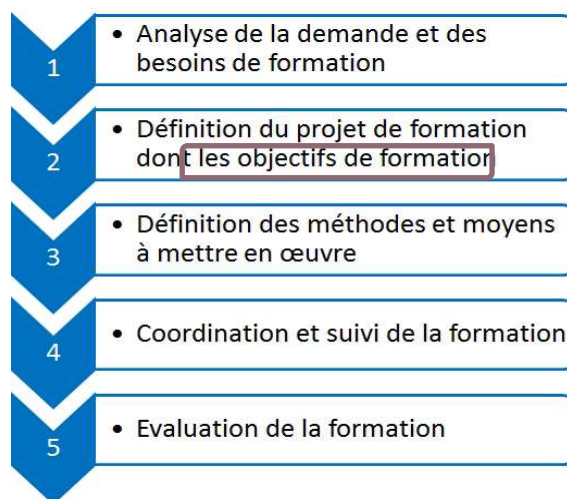 1
• Analyse de la demande et des
besoins de formation
2
• Définition du projet de formation
dont les objectifs de formation
3
• Définition des méthodes et moyens
à mettre en œuvre
4
• Coordination et suivi de la formation
5
• Evaluation de la formation